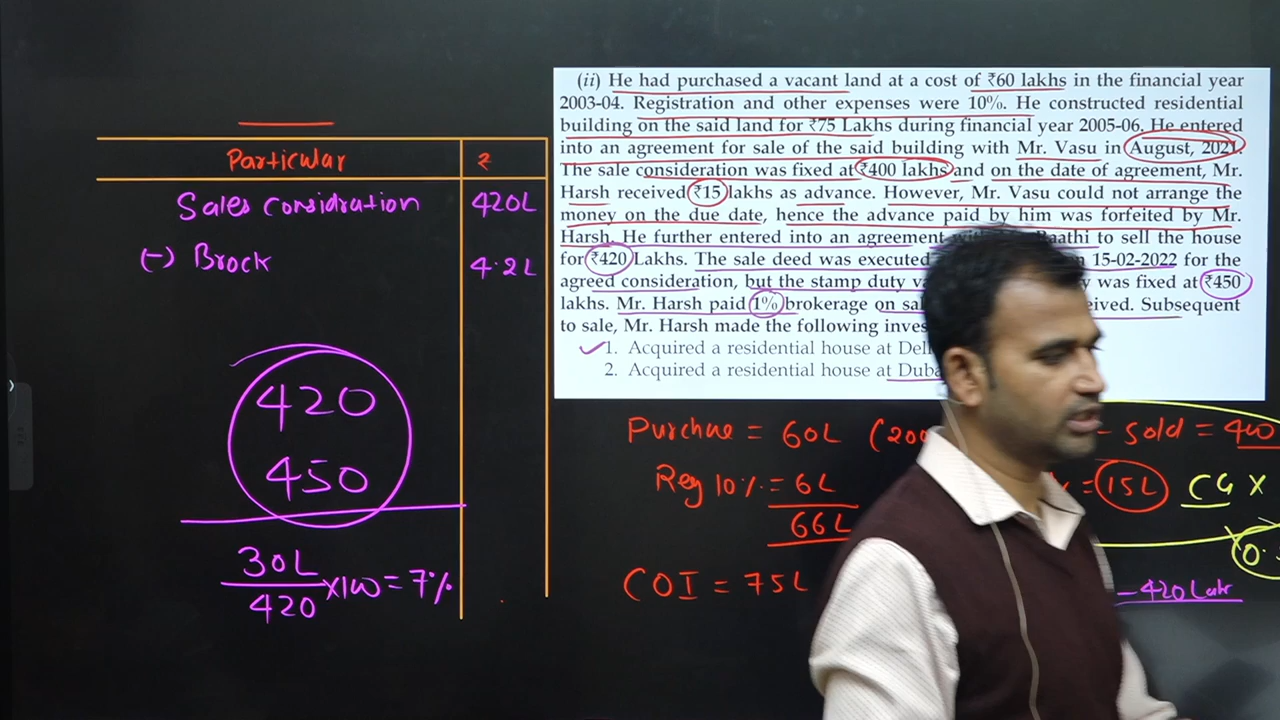 Particular ₹
Sales Considration 420L
(-) Brock 4.2L
420
450
30L/420 ×100 = 7%
(ii) He had purchased a vacant land at a cost of ₹60 lakhs in the financial year
2003-04. Registration and other expenses were 10%. He constructed residential
building on the said land for ₹75 Lakhs during financial year 2005-06. He entered
into an agreement for sale of the said building with Mr. Vasu in August, 2021.
The sale consideration was fixed at ₹400 lakhs and on the date of agreement, Mr.
Harsh received ₹15 lakhs as advance. However, Mr. Vasu could not arrange the
money on the due date, hence the advance paid by him was forfeited by Mr.
Harsh. He further entered into an agreement to sell the house
for ₹420 Lakhs. The sale deed was executed 15-02-2022 for the
agreed consideration, but the stamp duty was fixed at ₹450
lakhs. Mr. Harsh paid 1% brokerage on Subsequent
to sale, Mr. Harsh made the following
1. Acquired a residential house at
2. Acquired a residential house at
Purchae = 60L - Sold =
Reg 10% = 6L = 15L CG X
66L
COI = 75L